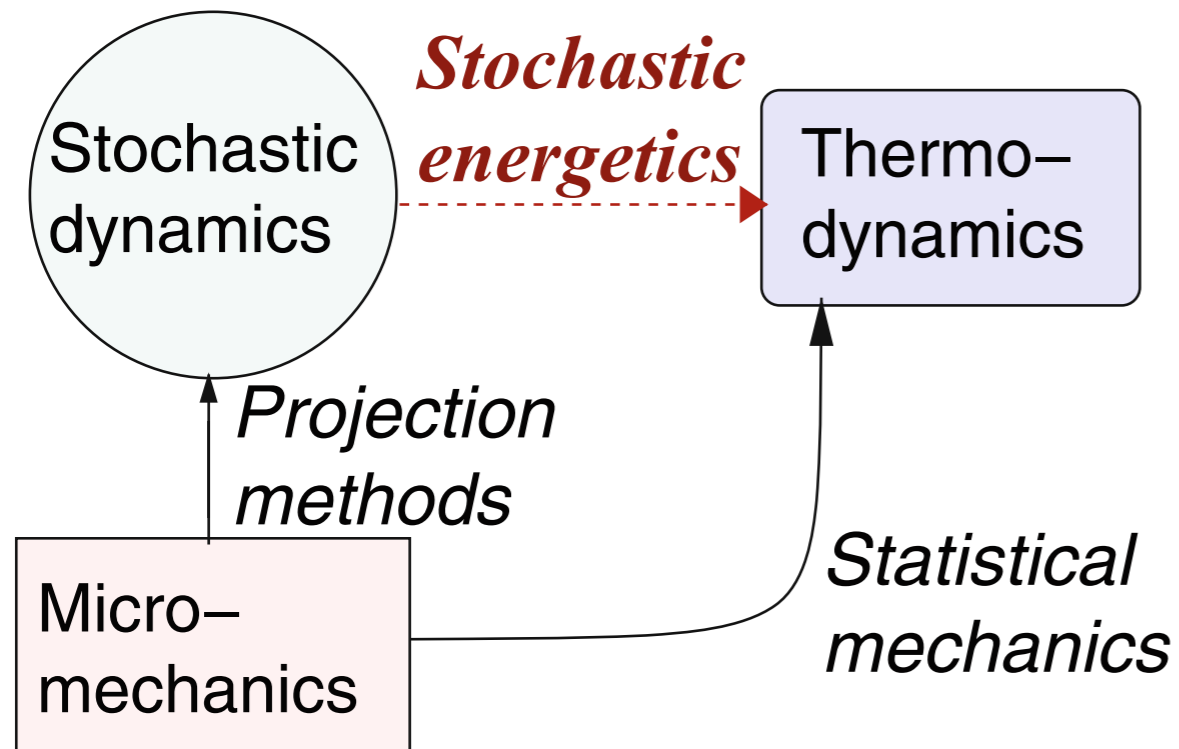 Stochastic
energetics
Stochastic
dynamics
Thermo–
dynamics
Projection
methods
Micro–
mechanics
Statistical
mechanics